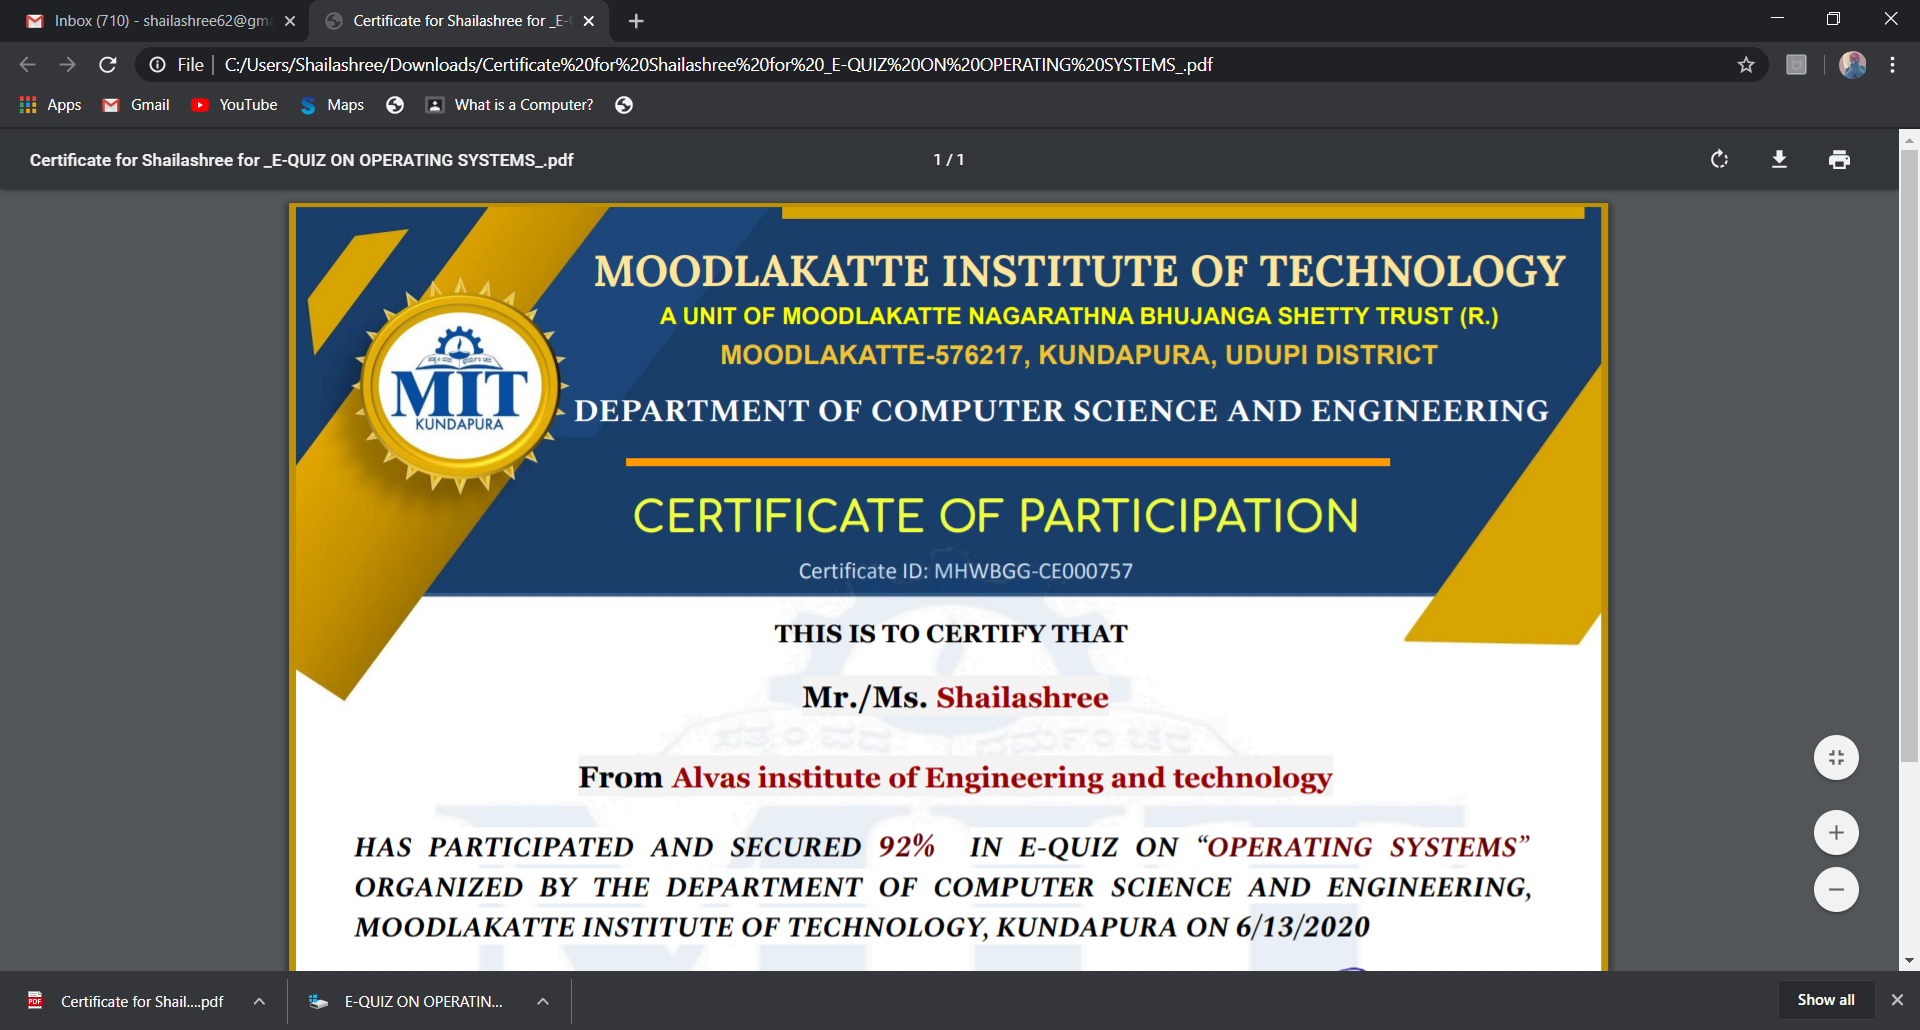 Inbox (710) - shailashree62@gma
Certificate for Shailashree for _E-
File
C:/Users/Shailashree/Downloads/Certificate%20for%20Shailashree%20for%20_E-QUIZ%20ON%20OPERATING%20SYSTEMS_.pdf
Apps
Gmail
YouTube
Maps
What is a Computer?
Certificate for Shailashree for _E-QUIZ ON OPERATING SYSTEMS_.pdf
1 / 1
MOODLAKATTE INSTITUTE OF TECHNOLOGY
A UNIT OF MOODLAKATTE NAGARATHNA BHUJANGA SHETTY TRUST (R.)
MOODLAKATTE-576217, KUNDAPURA, UDUPI DISTRICT
MIT
KUNDAPURA
DEPARTMENT OF COMPUTER SCIENCE AND ENGINEERING
CERTIFICATE OF PARTICIPATION
Certificate ID: MHWBGG-CE000757
THIS IS TO CERTIFY THAT
Mr./Ms. Shailashree
From Alvas institute of Engineering and technology
HAS PARTICIPATED AND SECURED 92% IN E-QUIZ ON “OPERATING SYSTEMS”
ORGANIZED BY THE DEPARTMENT OF COMPUTER SCIENCE AND ENGINEERING,
MOODLAKATTE INSTITUTE OF TECHNOLOGY, KUNDAPURA ON 6/13/2020
Certificate for Shail....pdf
E-QUIZ ON OPERATIN...
Show all